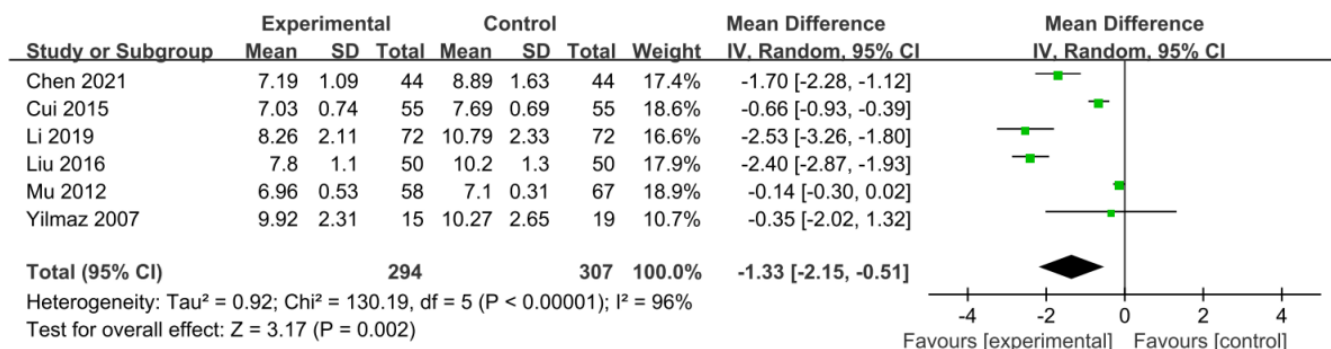 Experimental Control Mean Difference Mean Difference
Study or Subgroup Mean SD Total Mean SD Total Weight IV, Random, 95% CI IV, Random, 95% CI
Chen 2021 7.19 1.09 44 8.89 1.63 44 17.4% -1.70 [-2.28, -1.12]
Cui 2015 7.03 0.74 55 7.69 0.69 55 18.6% -0.66 [-0.93, -0.39]
Li 2019 8.26 2.11 72 10.79 2.33 72 16.6% -2.53 [-3.26, -1.80]
Liu 2016 7.8 1.1 50 10.2 1.3 50 17.9% -2.40 [-2.87, -1.93]
Mu 2012 6.96 0.53 58 7.1 0.31 67 18.9% -0.14 [-0.30, 0.02]
Yilmaz 2007 9.92 2.31 15 10.27 2.65 19 10.7% -0.35 [-2.02, 1.32]
Total (95% CI) 294 307 100.0% -1.33 [-2.15, -0.51]
Heterogeneity: Tau² = 0.92; Chi² = 130.19, df = 5 (P < 0.00001); I² = 96%
Test for overall effect: Z = 3.17 (P = 0.002)
-4 -2 0 2 4
Favours [experimental] Favours [control]